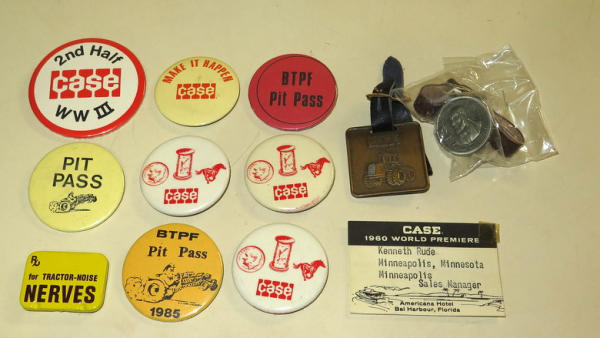 2nd Half
case
WW III
MAKE IT HAPPEN
case
BTPF
Pit Pass
PIT
PASS
case
case
Rx
for TRACTOR-NOISE
NERVES
BTPF
Pit Pass
1985
case
CASE
1960 WORLD PREMIERE
Kenneth Rude
Minneapolis, Minnesota
Minneapolis
Sales Manager
Americana Hotel
Bal Harbour, Florida